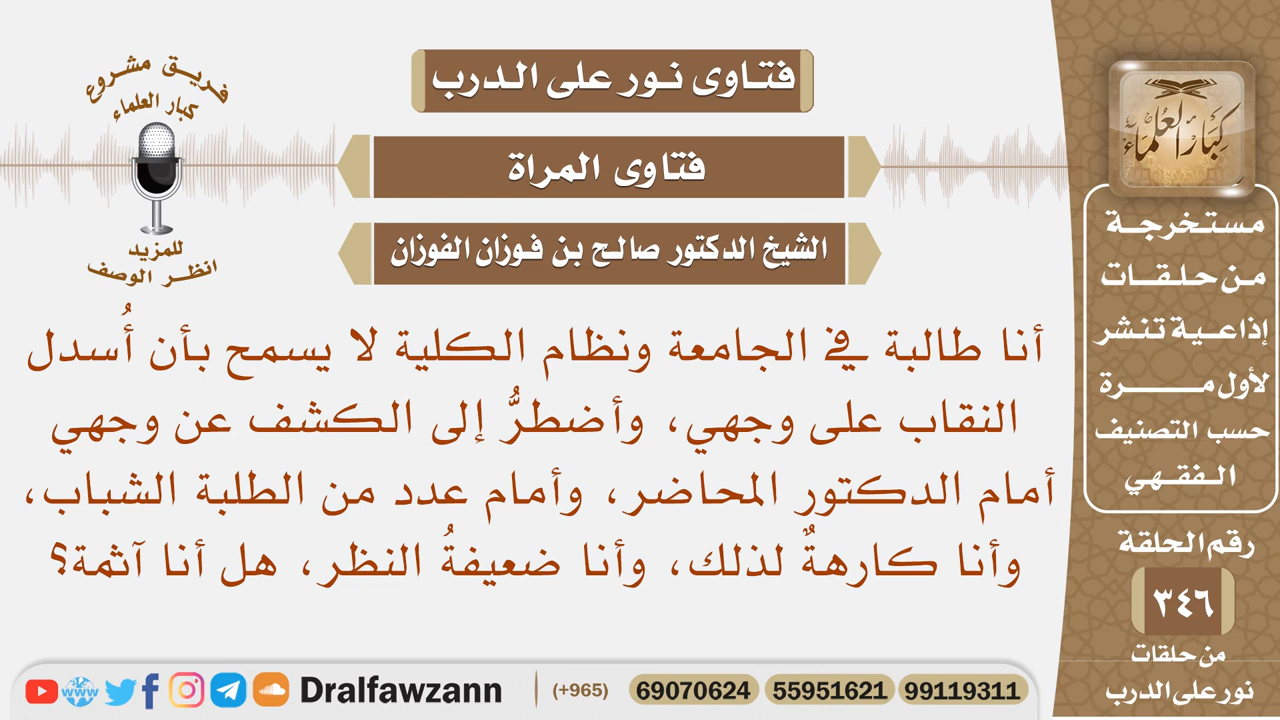 فتاوى نور على الدرب
فتاوى المراة
الشيخ الدكتور صالح بن فوزان الفوزان
أنا طالبة في الجامعة ونظام الكلية لا يسمح بأن أُسدل
النقاب على وجهي، وأضطرُّ إلى الكشف عن وجهي
أمام الدكتور المحاضر، وأمام عدد من الطلبة الشباب،
وأنا كارهةٌ لذلك، وأنا ضعيفةُ النظر، هل أنا آثمة؟
كبار العلماء
مستخرجة
من حلقات
إذاعية تنشر
لأول مرة
حسب التصنيف
الفقهي
رقم الحلقة
٣٤٦
من حلقات
نور على الدرب
فريق مشروع
كبار العلماء
للمزيد
انظر الوصف
www
Dralfawzann
(+965)
69070624
55951621
99119311